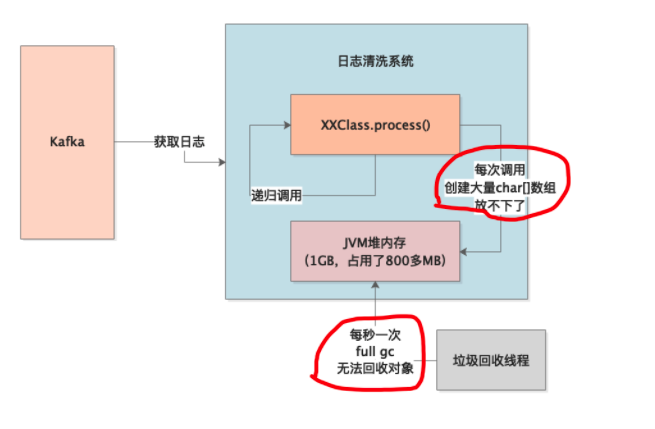 日志清洗系统
XXClass.process()
Kafka
获取日志
每次调用
创建大量char[]数组
放不下了
递归调用
JVM堆内存
(1GB,占用了800多MB)
每秒一次
full gc
无法回收对象
垃圾回收线程